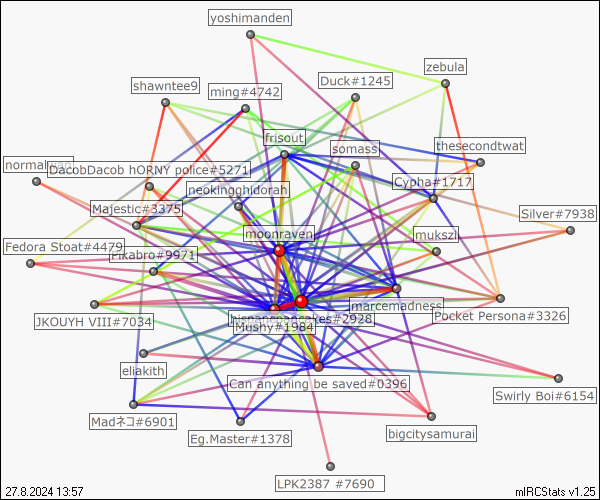 yoshimanden
zebula
Duck#1245
shawntee9
ming#4742
frisout
somass
thesecondtwat
DacobDacob hORNY police#5271
Cypha#1717
neokingghidorah
Majestic#3375
Silver#7938
moonraven
mukszi
Fedora Stoat#4479
Pikabro#9971
marcemadness
Pocket Persona#3326
JKOUYH VIII#7034
Mushy#1984
eliakith
Can anything be saved#0396
Swirly Boi#6154
Madネコ#6901
bigcitysamurai
Eg.Master#1378
LPK2387 #7690
27.8.2024 13:57
mIRCStats v1.25